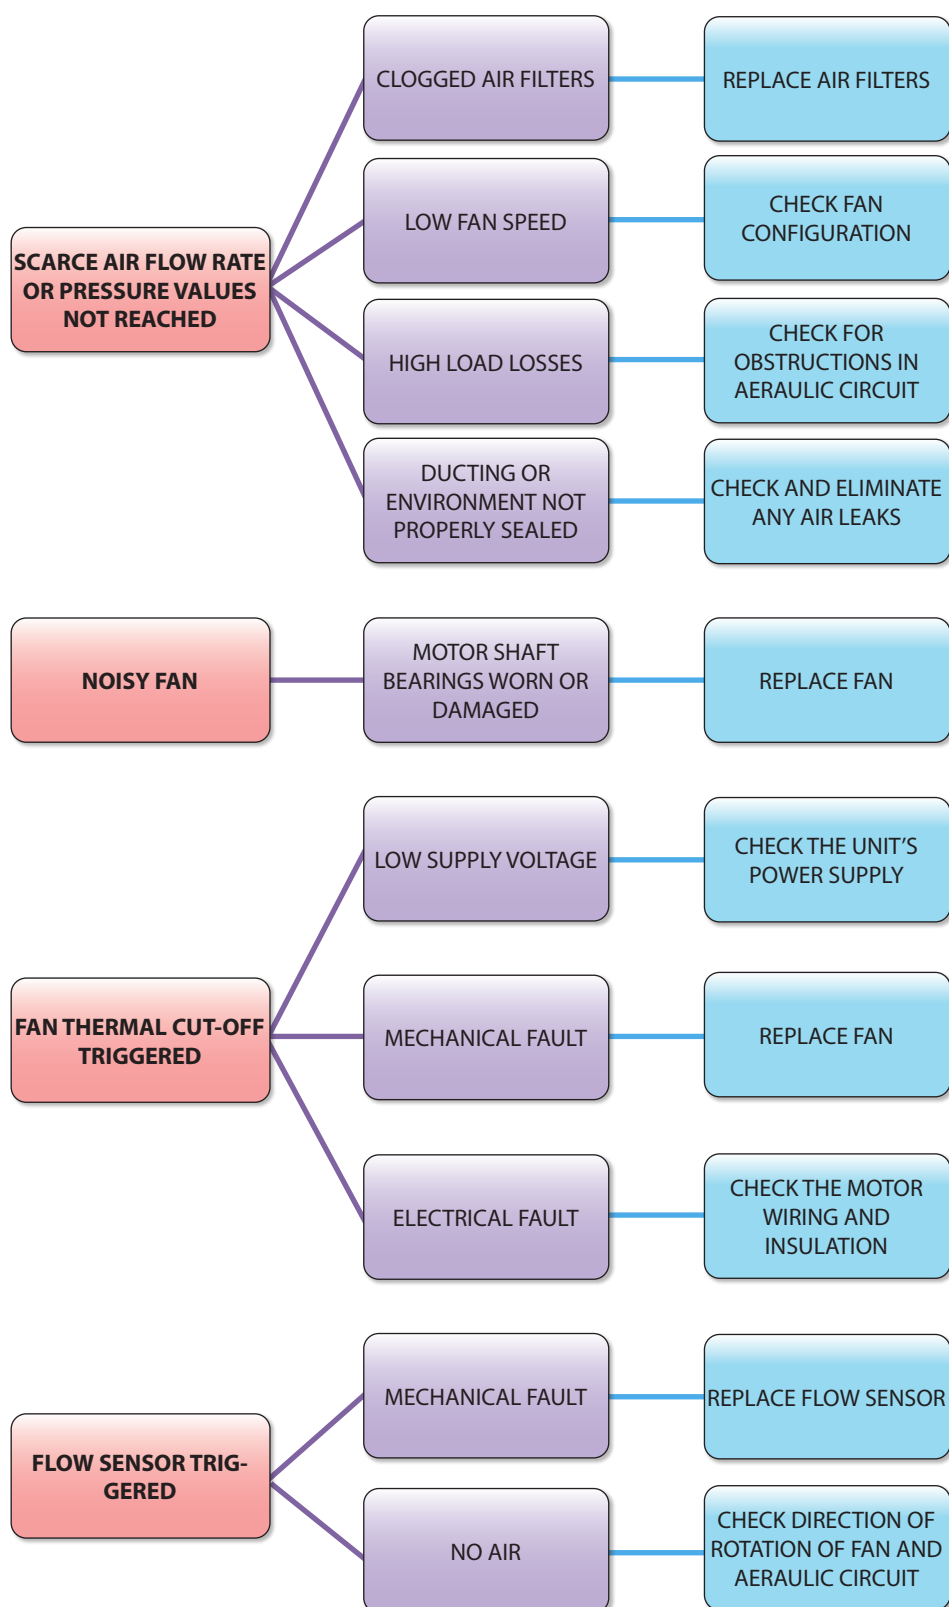 CLOGGED AIR FILTERS
REPLACE AIR FILTERS
SCARCE AIR FLOW RATE
OR PRESSURE VALUES
NOT REACHED
LOW FAN SPEED
CHECK FAN
CONFIGURATION
HIGH LOAD LOSSES
CHECK FOR
OBSTRUCTIONS IN
AERAULIC CIRCUIT
DUCTING OR
ENVIRONMENT NOT
PROPERLY SEALED
CHECK AND ELIMINATE
ANY AIR LEAKS
NOISY FAN
MOTOR SHAFT
BEARINGS WORN OR
DAMAGED
REPLACE FAN
FAN THERMAL CUT-OFF
TRIGGERED
LOW SUPPLY VOLTAGE
CHECK THE UNIT'S
POWER SUPPLY
MECHANICAL FAULT
REPLACE FAN
ELECTRICAL FAULT
CHECK THE MOTOR
WIRING AND
INSULATION
FLOW SENSOR TRIG-
GERED
MECHANICAL FAULT
REPLACE FLOW SENSOR
NO AIR
CHECK DIRECTION OF
ROTATION OF FAN AND
AERAULIC CIRCUIT